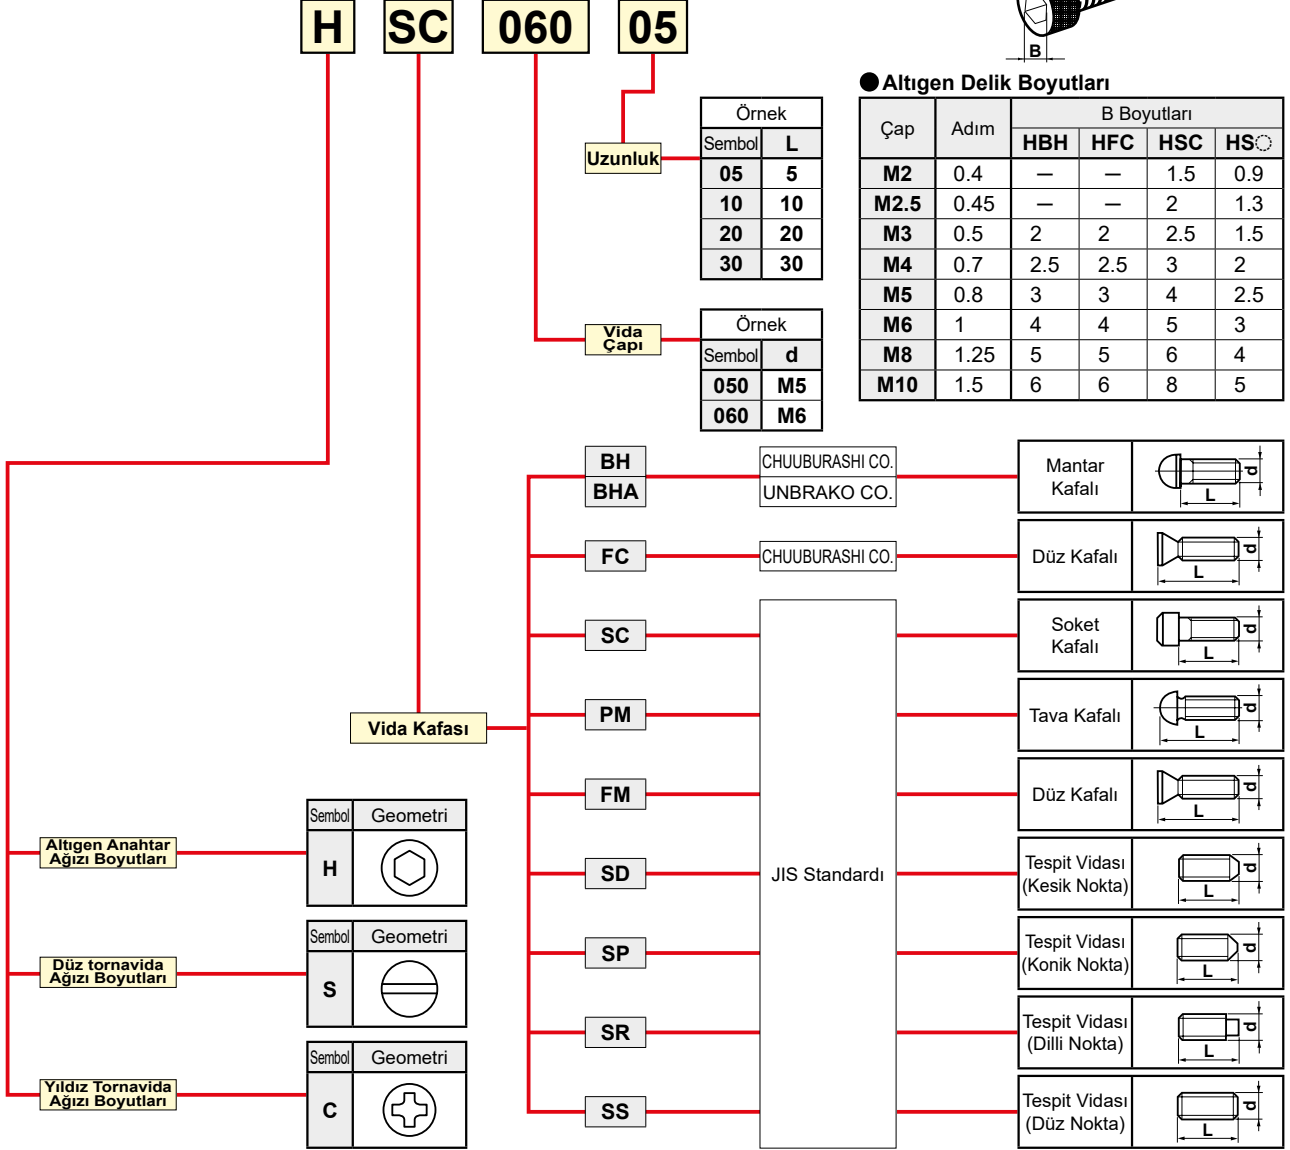 H SC 060 05
B
●Altıgen Delik Boyutları
Çap Adım B Boyutları
HBH HFC HSC HS◌
M2 0.4 — — 1.5 0.9
M2.5 0.45 — — 2 1.3
M3 0.5 2 2 2.5 1.5
M4 0.7 2.5 2.5 3 2
M5 0.8 3 3 4 2.5
M6 1 4 4 5 3
M8 1.25 5 5 6 4
M10 1.5 6 6 8 5
Uzunluk
Örnek
Sembol L
05 5
10 10
20 20
30 30
Vida
Çapı
Örnek
Sembol d
050 M5
060 M6
Vida Kafası
BH CHUUBURASHI CO.
BHA UNBRAKO CO.
Mantar
Kafalı
L d
FC CHUUBURASHI CO. Düz Kafalı
L d
SC
Soket
Kafalı
L d
PM Tava Kafalı
L d
FM Düz Kafalı
L d
JIS Standardı
SD
Tespit Vidası
(Kesik Nokta)
L d
SP
Tespit Vidası
(Konik Nokta)
L d
SR
Tespit Vidası
(Dilli Nokta)
L d
SS
Tespit Vidası
(Düz Nokta)
L d
Altıgen Anahtar
Ağızı Boyutları
Sembol Geometri
H
Düz tornavida
Ağızı Boyutları
Sembol Geometri
S
Yıldız Tornavida
Ağızı Boyutları
Sembol Geometri
C